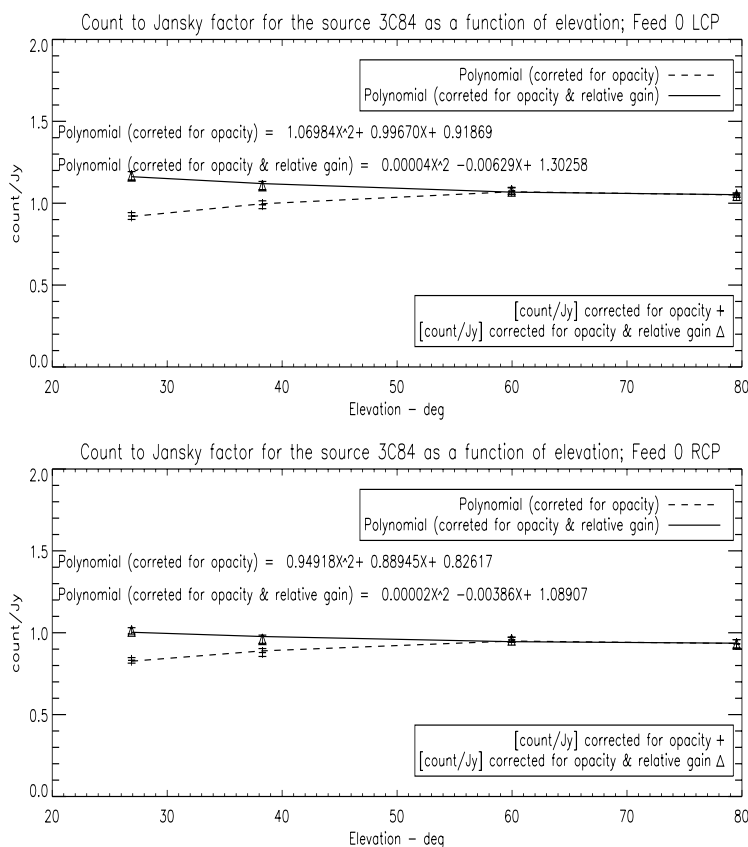 Count to Jansky factor for the source 3C84 as a function of elevation; Feed 0 LCP
2.0
Polynomial (correted for opacity)
Polynomial (correted for opacity & relative gain)
1.5
Polynomial (correted for opacity) = 1.06984X^2+ 0.99670X+ 0.91869
Polynomial (correted for opacity & relative gain) = 0.00004X^2 -0.00629X+ 1.30258
1.0
count/Jy
0.5
[count/Jy] corrected for opacity +
[count/Jy] corrected for opacity & relative gain Δ
0.0
20 30 40 50 60 70 80
Elevation - deg
Count to Jansky factor for the source 3C84 as a function of elevation; Feed 0 RCP
2.0
Polynomial (correted for opacity)
Polynomial (correted for opacity & relative gain)
1.5
Polynomial (correted for opacity) = 0.94918X^2+ 0.88945X+ 0.82617
Polynomial (correted for opacity & relative gain) = 0.00002X^2 -0.00386X+ 1.08907
1.0
count/Jy
0.5
[count/Jy] corrected for opacity +
[count/Jy] corrected for opacity & relative gain Δ
0.0
20 30 40 50 60 70 80
Elevation - deg